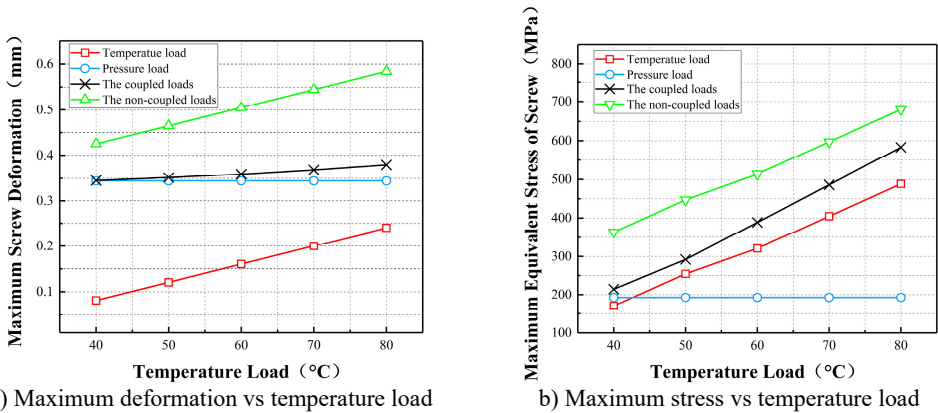 Maximum Screw Deformation（mm）
0.6
0.5
0.4
0.3
0.2
0.1
Temperatue load
Pressure load
The coupled loads
The non-coupled loads
40 50 60 70 80
Temperature Load（°C）
) Maximum deformation vs temperature load
Maximum Equivalent Stress of Screw（MPa）
800
700
600
500
400
300
200
100
Temperatue load
Pressure load
The coupled loads
The non-coupled loads
40 50 60 70 80
Temperature Load（°C）
b) Maximum stress vs temperature load